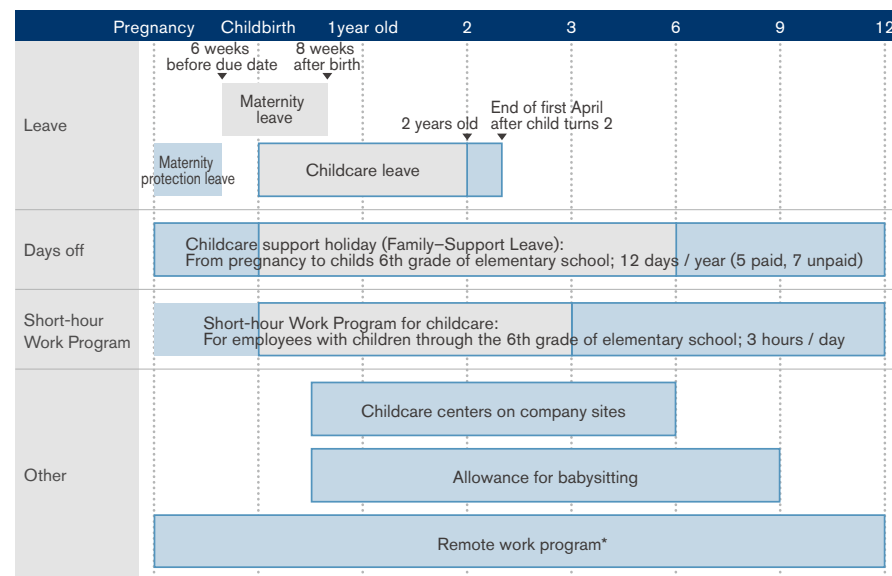 Pregnancy Childbirth 1year old 2 3 6 9 12
6 weeks
before due date
8 weeks
after birth
Leave
Maternity
leave
2 years old
End of first April
after child turns 2
Maternity
protection leave
Childcare leave
Days off
Childcare support holiday (Family–Support Leave):
From pregnancy to childs 6th grade of elementary school; 12 days / year (5 paid, 7 unpaid)
Short-hour
Work Program
Short-hour Work Program for childcare:
For employees with children through the 6th grade of elementary school; 3 hours / day
Other
Childcare centers on company sites
Allowance for babysitting
Remote work program*